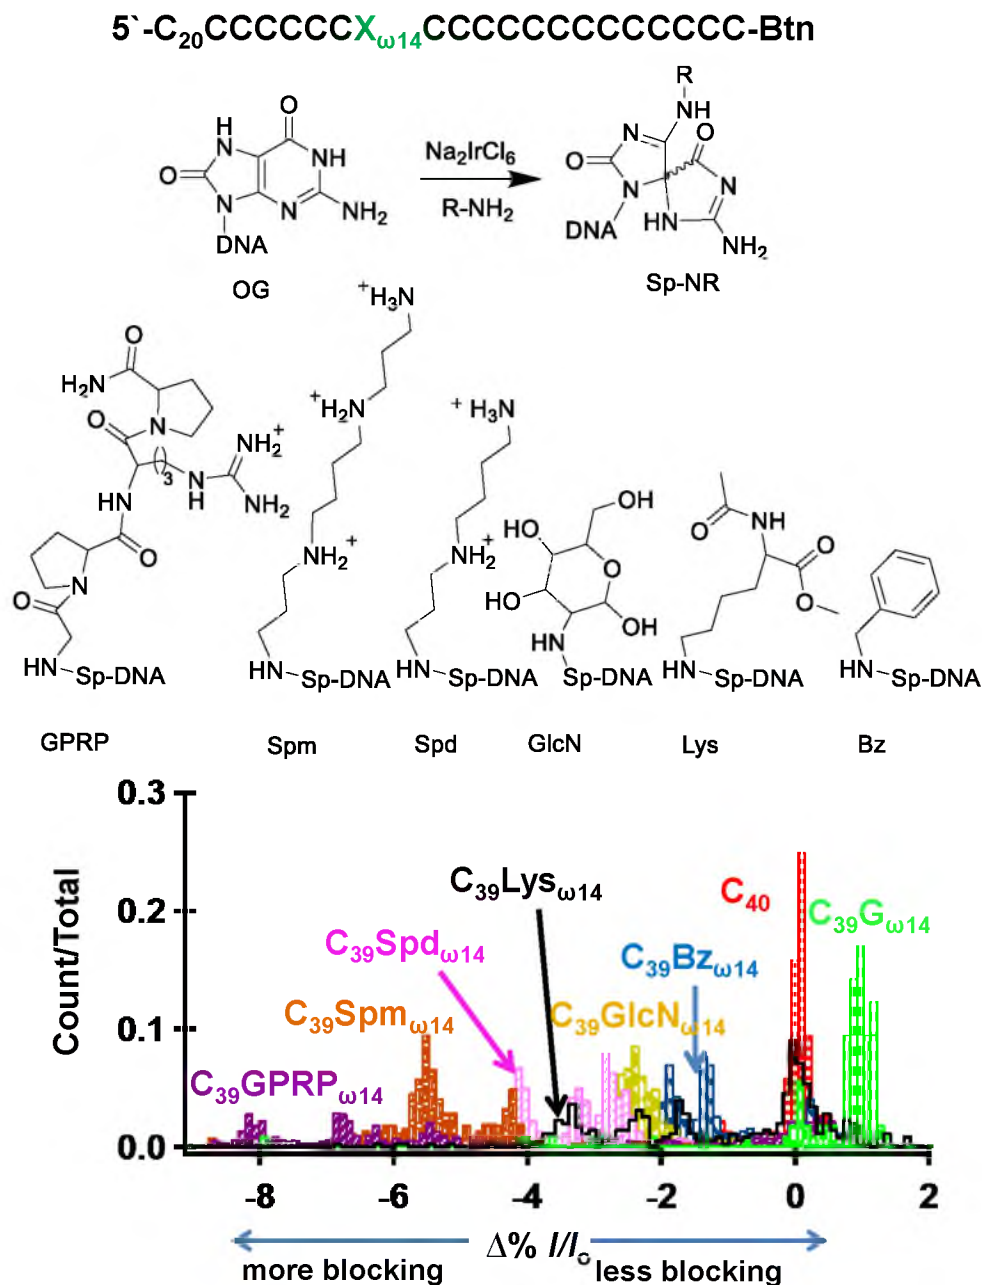 5`-C20CCCCCCXω14CCCCCCCCCCCCCC-Btn
O
H
N
NH
O
N
N
NH2
DNA
OG
Na2IrCl6
R-NH2
R
NH
N
O
O
N
N
HN
NH2
DNA
Sp-NR
O
H2N
N
O
3
N
H
NH2+
NH2
HN
O
N
O
HN
Sp-DNA
+H3N
+H2N
NH2+
HN
Sp-DNA
+ H3N
NH2+
HN
Sp-DNA
OH
HO
O
HO
OH
HN
Sp-DNA
O
NH
O
O
HN
Sp-DNA
HN
Sp-DNA
GPRP Spm Spd GlcN Lys Bz
Count/Total
0.3
0.2
0.1
0.0
C39Lysω14
C40
C39Gω14
C39Spdω14
C39Bzω14
C39Spmω14
C39GlcNω14
C39GPRPω14
-8 -6 -4 -2 0 2
Δ% I/Io
more blocking less blocking